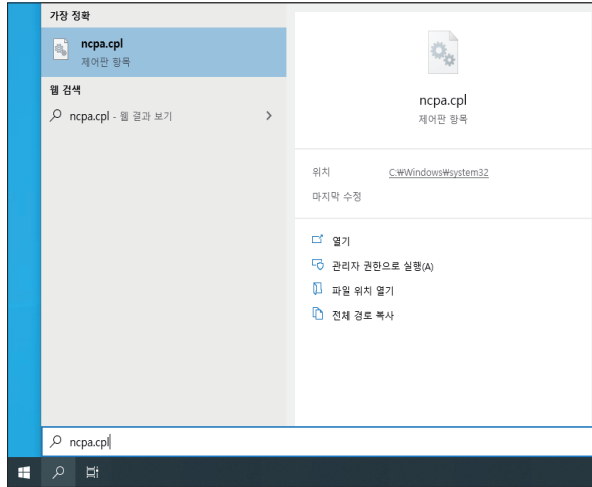 가장 정확
ncpa.cpl
제어판 항목
웹 검색
ncpa.cpl - 웹 결과 보기
ncpa.cpl
제어판 항목
위치 C:₩Windows₩system32
마지막 수정
열기
관리자 권한으로 실행(A)
파일 위치 열기
전체 경로 복사
ncpa.cpl